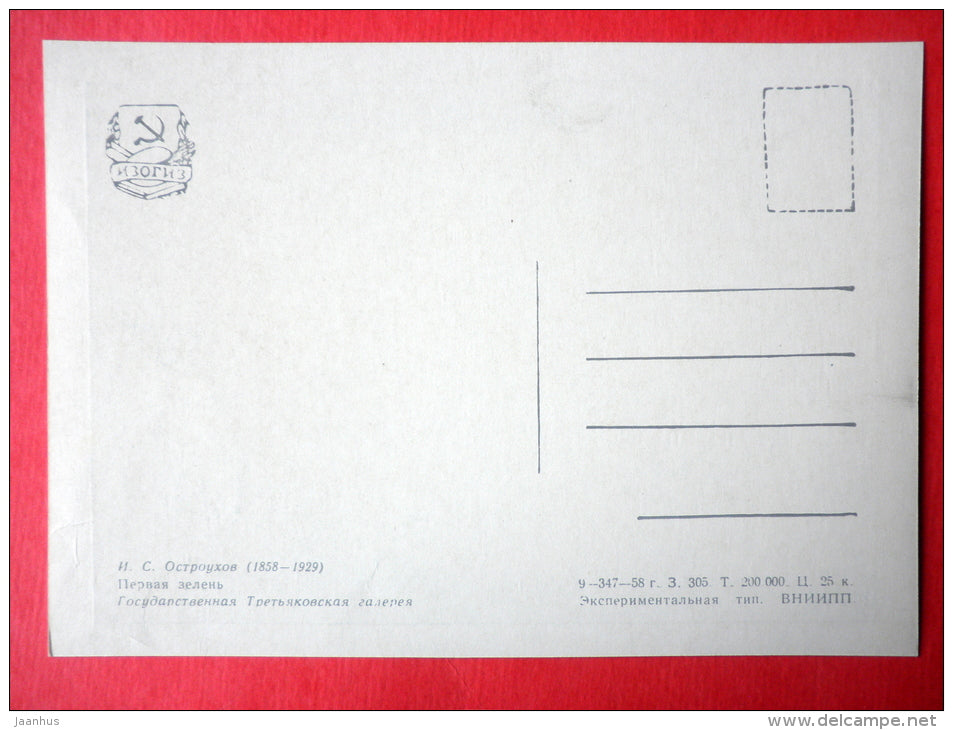 ИЗОГИЗ
И. С. Остроухов (1858—1929)
Первая зелень
Государственная Третьяковская галерея
9—347—58 г. З. 305. Т. 200.000. Ц. 25 к.
Экспериментальная тип. ВНИИПП
Jaanhus
www.delcampe.net